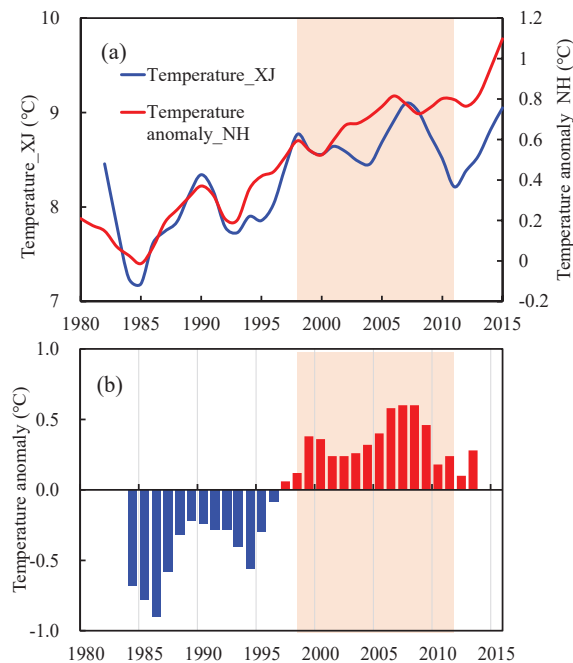 (a)
Temperature_XJ
Temperature
anomaly_NH
Temperature_XJ (°C)
10
9
8
7
Temperature anomaly NH (°C)
1.2
1
0.8
0.6
0.4
0.2
0
-0.2
1980 1985 1990 1995 2000 2005 2010 2015
(b)
Temperature anomaly (°C)
1.0
0.5
0.0
-0.5
-1.0
1980 1985 1990 1995 2000 2005 2010 2015